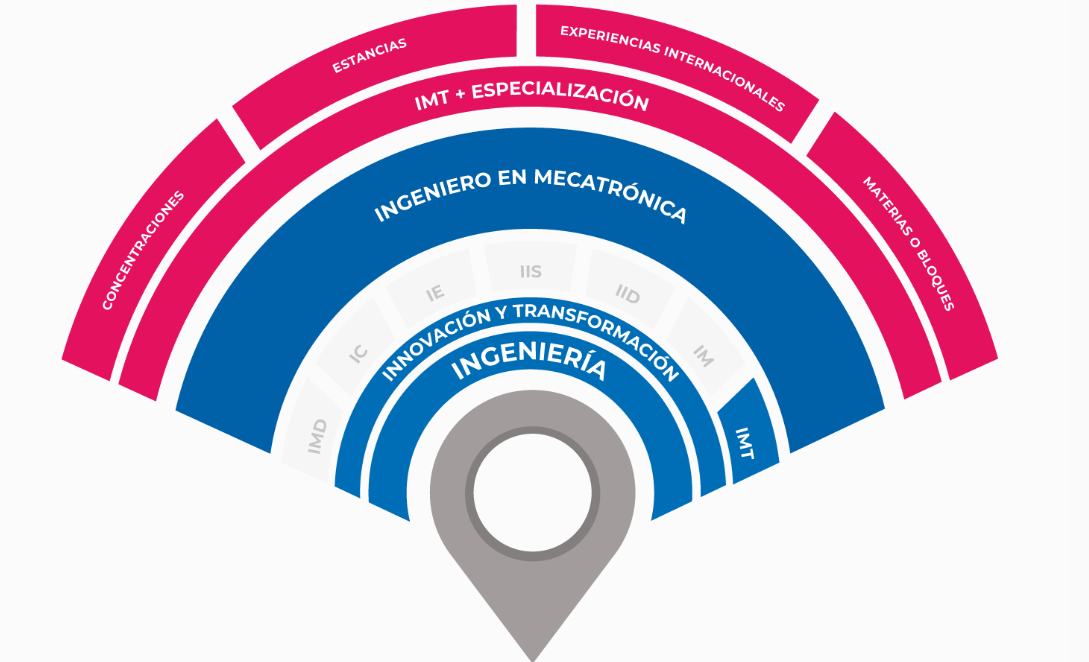 CONCENTRACIONES
ESTANCIAS
EXPERIENCIAS INTERNACIONALES
MATERIAS O BLOQUES
IMT + ESPECIALIZACIÓN
INGENIERO EN MECATRÓNICA
IMD
IC
IE
IIS
IID
IM
IMT
INNOVACIÓN Y TRANSFORMACIÓN
INGENIERÍA